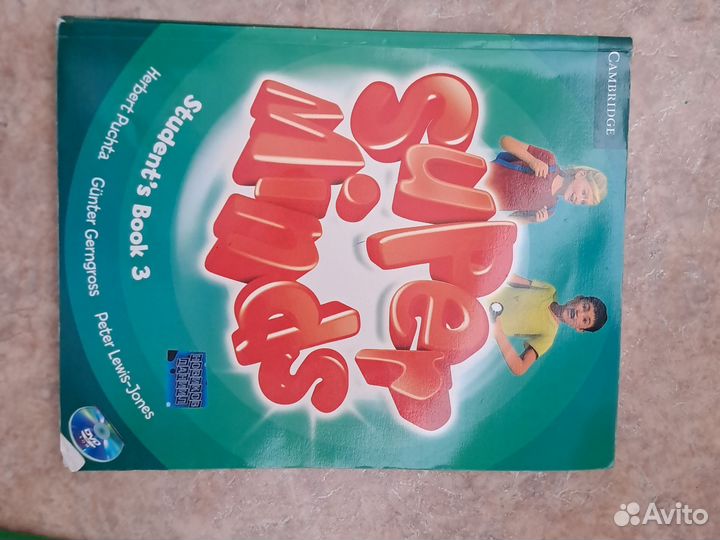 CAMBRIDGE
Super
Minds
Student's Book 3
Herbert Puchta Günter Gerngross Peter Lewis-Jones
DVD
Avito